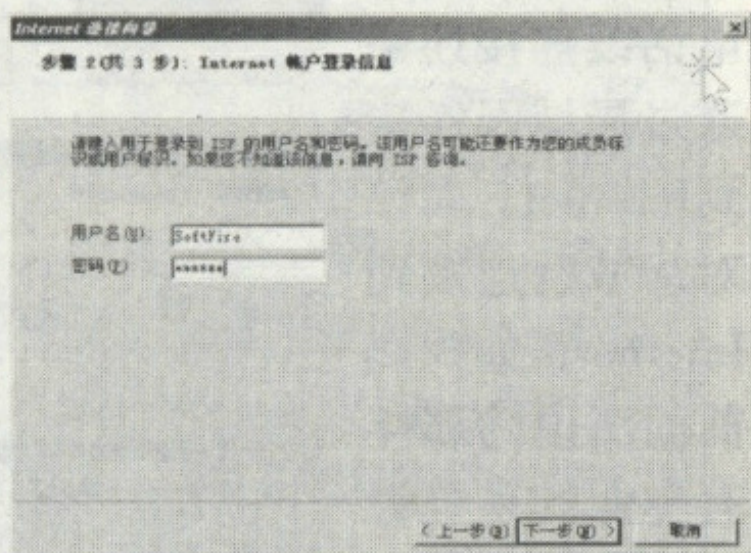 Internet 连接向导
步骤 2(共 3 步): Internet 帐户登录信息
请键入用于登录到 ISP 的用户名和密码。该用户名可能还要作为您的成员标
识或用户标识。如果您不知道该信息，请向 ISP 咨询。
用户名(U): SoftFire
密码(P) *******
< 上一步(B) 下一步(N) > 取消